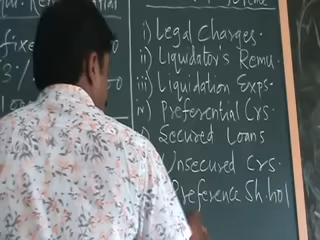 fixe
3%
i) Legal Charges.
ii) Liquidator's Remu.
iii) Liquidation Exps.
iv) Preferential Crs.
v) Secured Loans
Unsecured Crs.
Preference Sh.hol